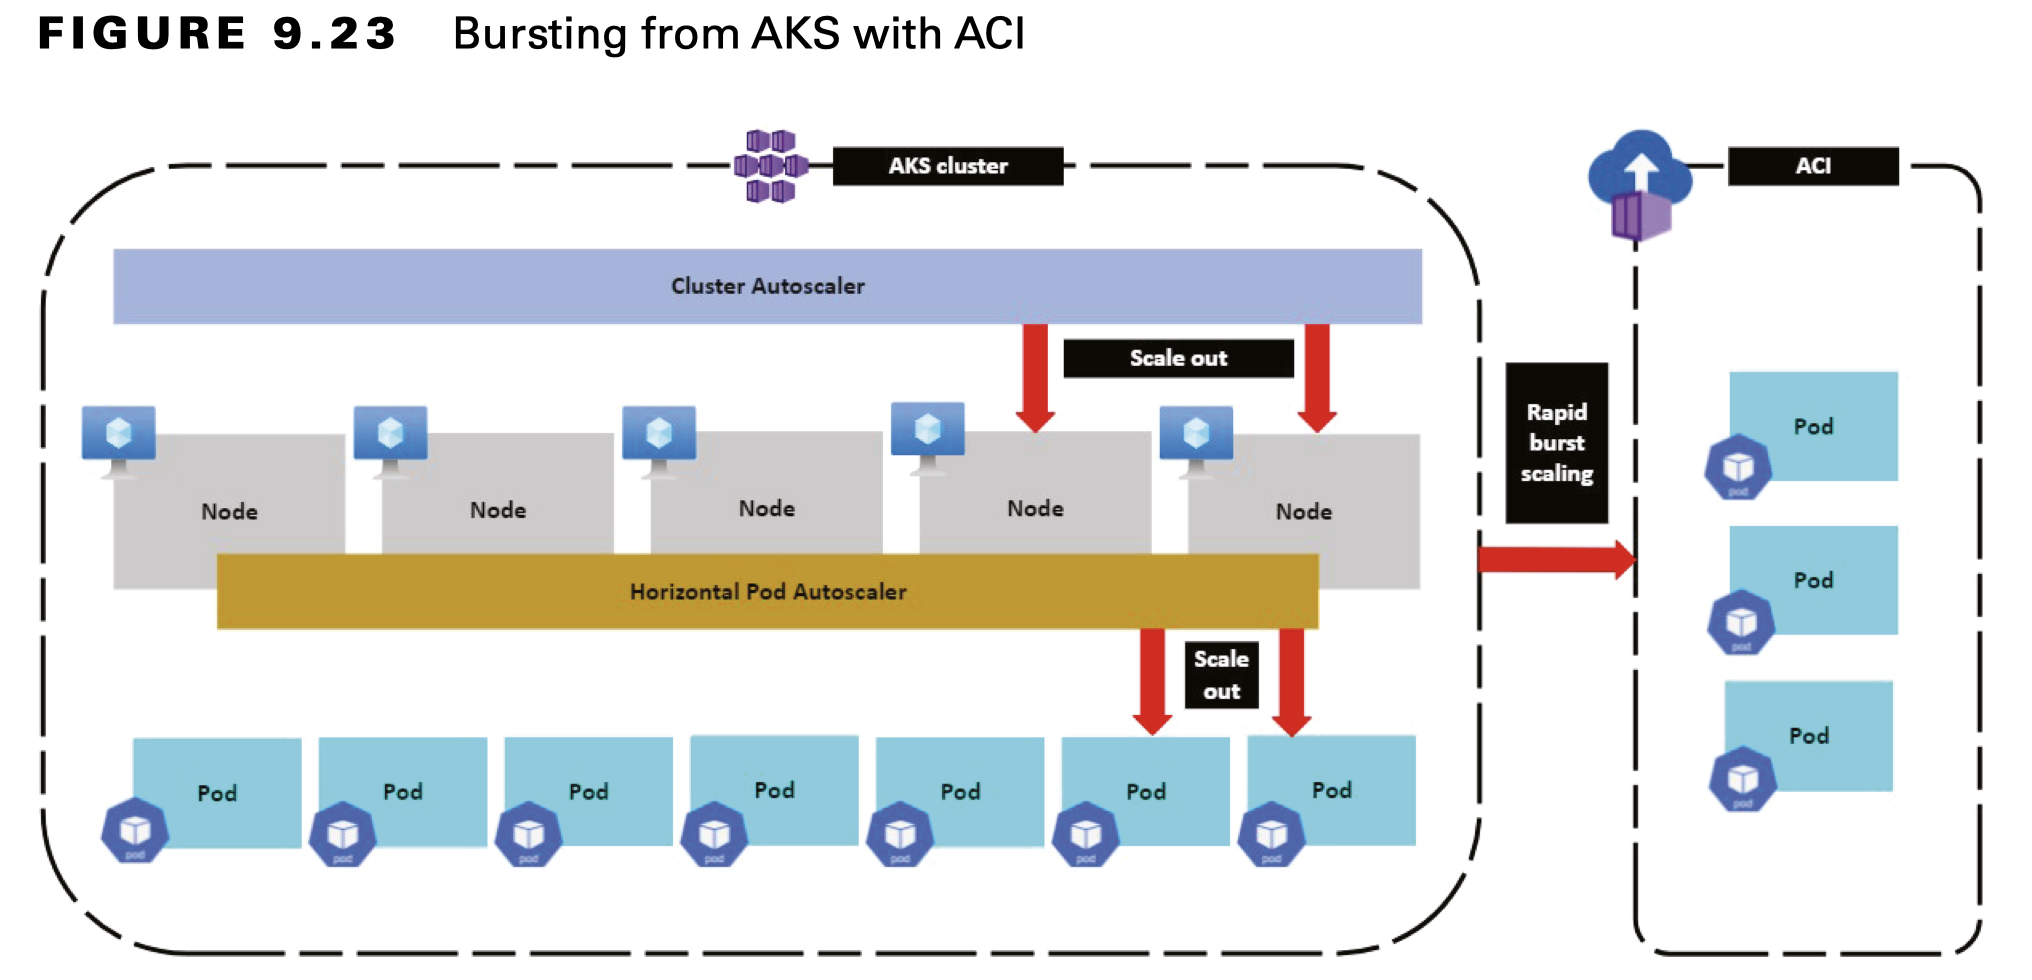 FIGURE 9.23 Bursting from AKS with ACI
AKS cluster
ACI
Cluster Autoscaler
Scale out
Rapid
burst
scaling
Node
Node
Node
Node
Node
Horizontal Pod Autoscaler
Scale
out
Pod
pod
Pod
pod
Pod
pod
Pod
pod
Pod
pod
Pod
pod
Pod
pod
Pod
pod
Pod
pod
Pod
pod